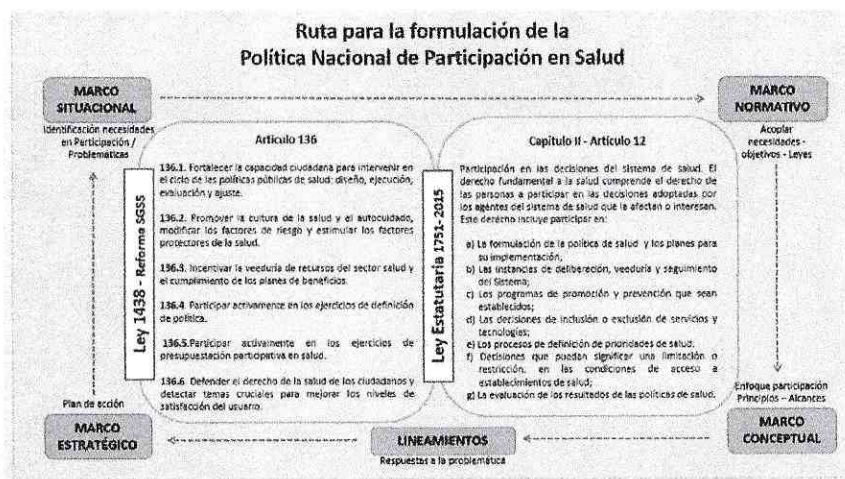 Ruta para la formulación de la
Política Nacional de Participación en Salud
MARCO
SITUACIONAL
Identificación necesidades
en Participación /
Problemáticas
MARCO
NORMATIVO
Acoplar
necesidades -
objetivos - Leyes
Ley 1438 - Reforma SGSS
Artículo 136
136.1. Fortalecer la capacidad ciudadana para intervenir en
el ciclo de las políticas públicas de salud: diseño, ejecución,
evaluación y ajuste.
136.2. Promover la cultura de la salud y el autocuidado,
modificar los factores de riesgo y estimular los factores
protectores de la salud.
136.3. Incentivar la veeduría de recursos del sector salud y
el cumplimiento de los planes de beneficios.
136.4. Participar activamente en los ejercicios de definición
de política.
136.5.Participar activamente en los ejercicios de
presupuestación participativa en salud.
136.6 Defender el derecho de la salud de los ciudadanos y
detectar temas cruciales para mejorar los niveles de
satisfacción del usuario.
Ley Estatutaria 1751- 2015
Capítulo II - Artículo 12
Participación en las decisiones del sistema de salud. El
derecho fundamental a la salud comprende el derecho de
las personas a participar en las decisiones adoptadas por
los agentes del sistema de salud que la afectan o interesan.
Este derecho incluye participar en:
a) La formulación de la política de salud y los planes para
su implementación;
b) Las instancias de deliberación, veeduría y seguimiento
del Sistema;
c) Los programas de promoción y prevención que sean
establecidos;
d) Las decisiones de inclusión o exclusión de servicios y
tecnologías;
e) Los procesos de definición de prioridades de salud;
f) Decisiones que puedan significar una limitación o
restricción, en las condiciones de acceso a
establecimientos de salud;
g) La evaluación de los resultados de las políticas de salud.
Plan de acción
MARCO
ESTRATÉGICO
LINEAMIENTOS
Respuestas a la problemática
Enfoque participación
Principios – Alcances
MARCO
CONCEPTUAL